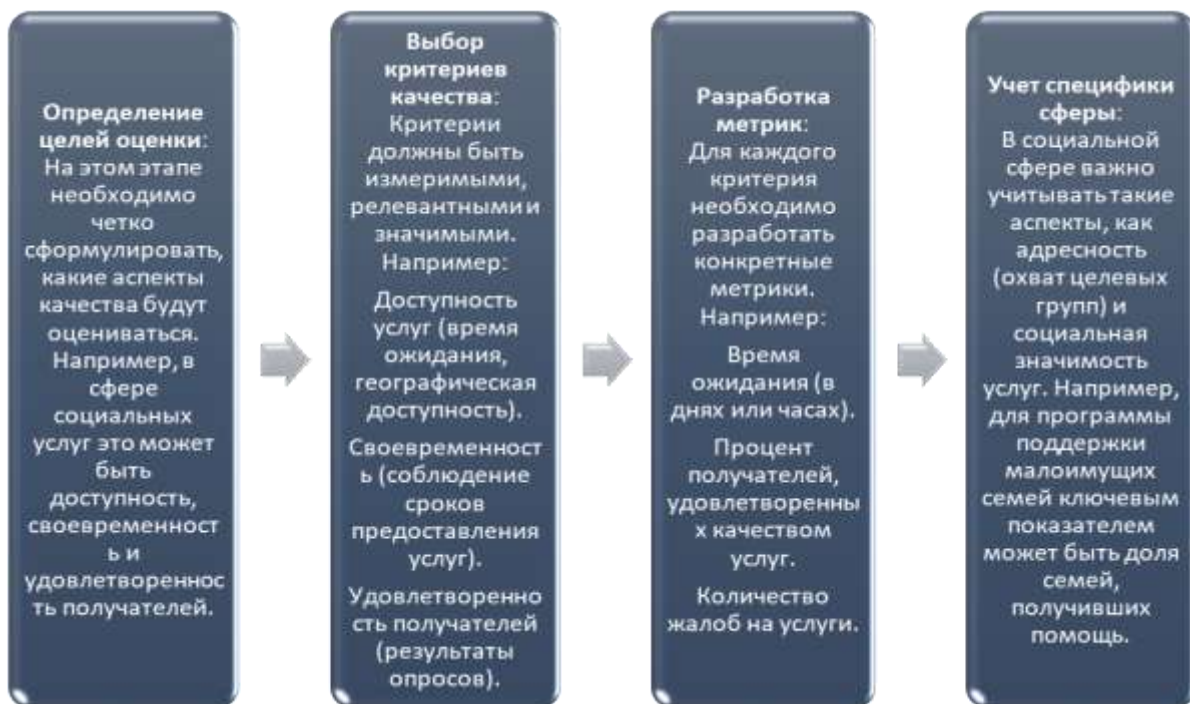 Определение
целей оценки:
На этом этапе
необходимо
четко
сформулировать,
какие аспекты
качества будут
оцениваться.
Например, в
сфере
социальных
услуг это может
быть
доступность,
своевременност
ь и
удовлетвореннос
ть получателей.
Выбор
критериев
качества:
Критерии
должны быть
измеримыми,
релевантными и
значимыми.
Например:
Доступность
услуг (время
ожидания,
географическая
доступность).
Своевременност
ь (соблюдение
сроков
предоставления
услуг).
Удовлетворенно
сть получателей
(результаты
опросов).
Разработка
метрик:
Для каждого
критерия
необходимо
разработать
конкретные
метрики.
Например:
Время
ожидания (в
днях или часах).
Процент
получателей,
удовлетворенны
х качеством
услуг.
Количество
жалоб на услуги.
Учет специфики
сферы:
В социальной
сфере важно
учитывать такие
аспекты, как
адресность
(охват целевых
групп) и
социальная
значимость
услуг. Например,
для программы
поддержки
малоимущих
семей ключевым
показателем
может быть доля
семей,
получивших
помощь.